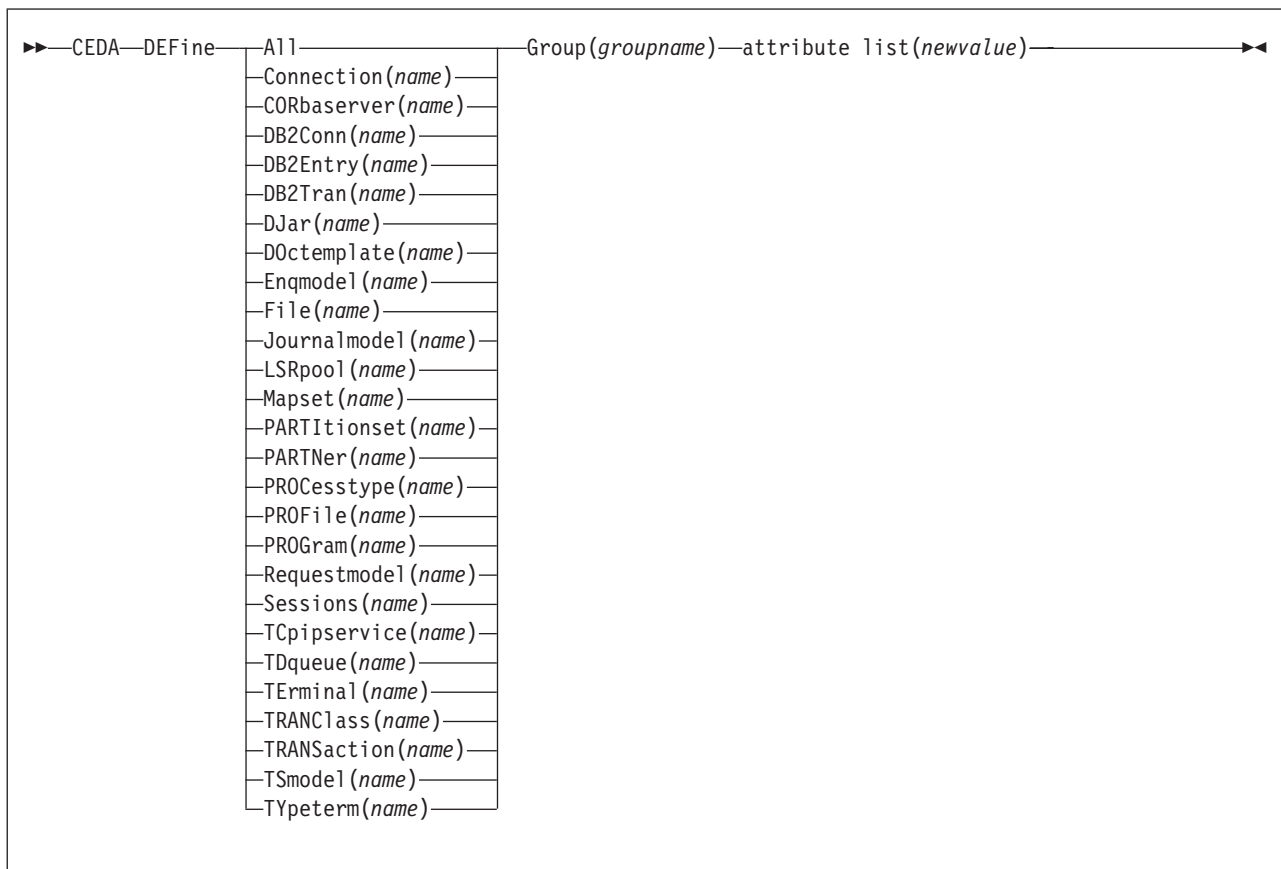 CEDA DEFine All Group(groupname) attribute list(newvalue)
Connection(name)
CORbaserver(name)
DB2Conn(name)
DB2Entry(name)
DB2Tran(name)
DJar(name)
DOctemplate(name)
Enqmodel(name)
File(name)
Journalmodel(name)
LSRpool(name)
Mapset(name)
PARTItionset(name)
PARTNer(name)
PROCesstype(name)
PROFile(name)
PROGram(name)
Requestmodel(name)
Sessions(name)
TCpipservice(name)
TDqueue(name)
TErminal(name)
TRANClass(name)
TRANSaction(name)
TSmodel(name)
TYpeterm(name)